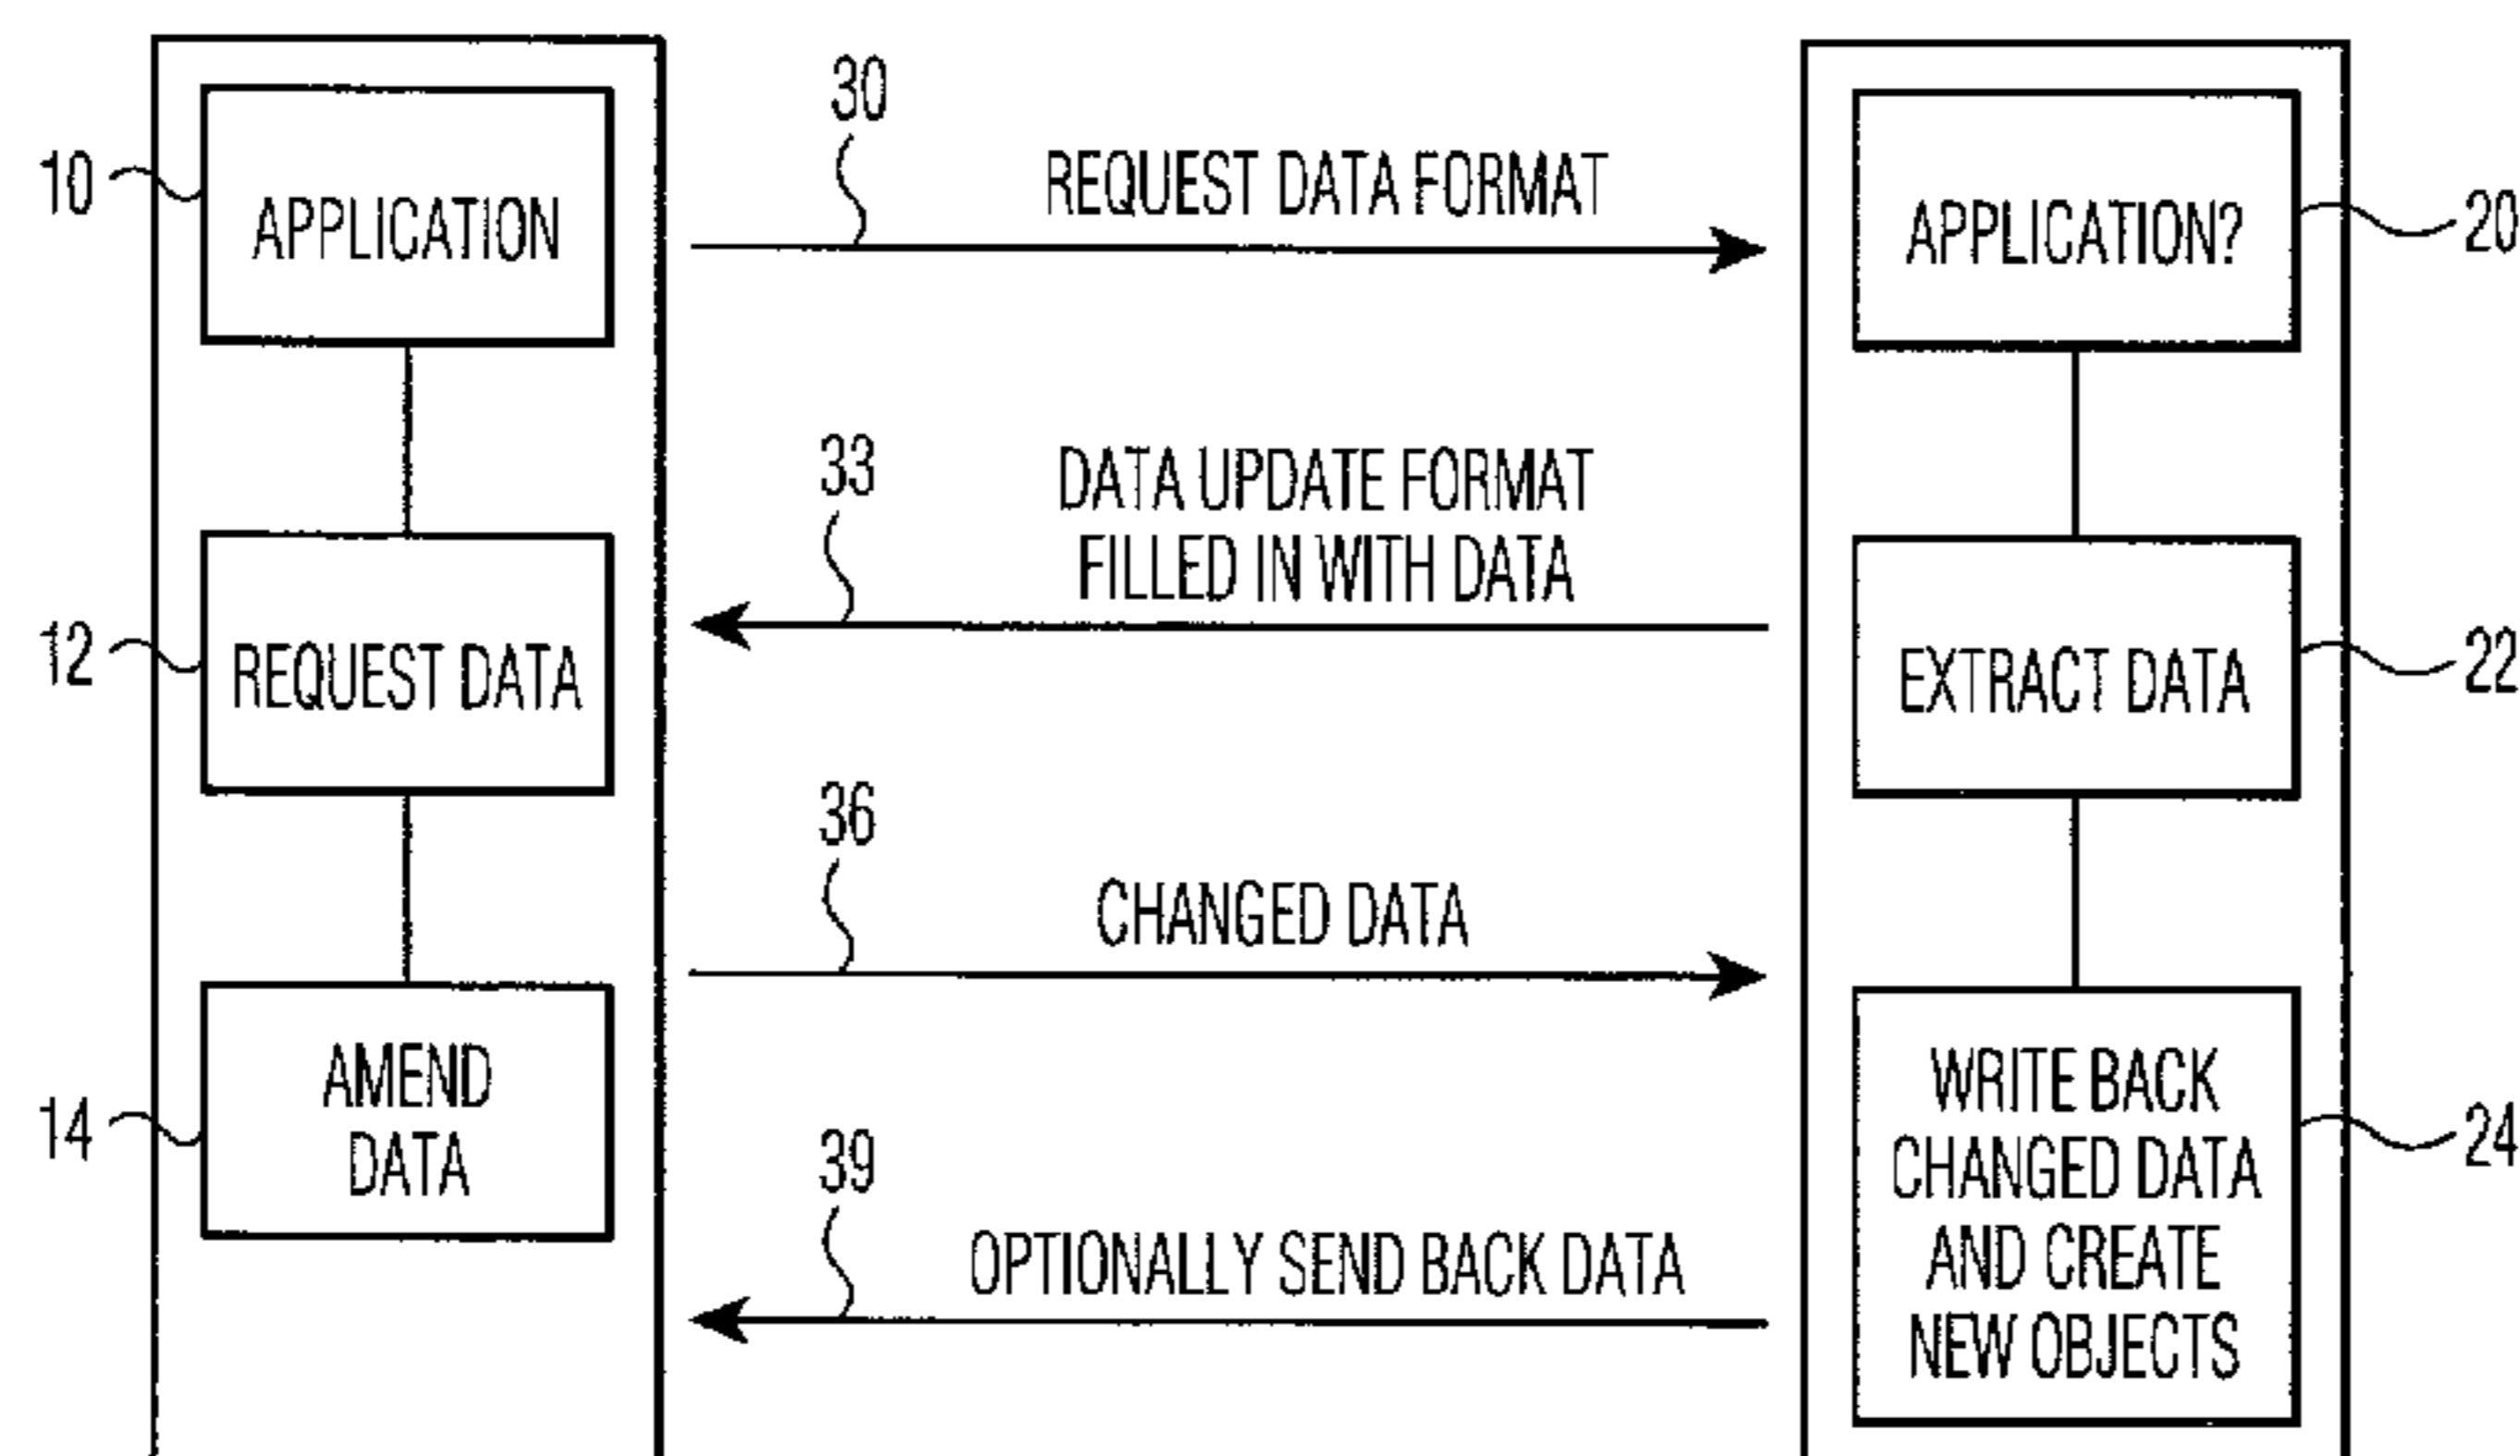 10
APPLICATION
12
REQUEST DATA
14
AMEND
DATA
30
REQUEST DATA FORMAT
33
DATA UPDATE FORMAT
FILLED IN WITH DATA
36
CHANGED DATA
39
OPTIONALLY SEND BACK DATA
APPLICATION?
20
EXTRACT DATA
22
WRITE BACK
CHANGED DATA
AND CREATE
NEW OBJECTS
24